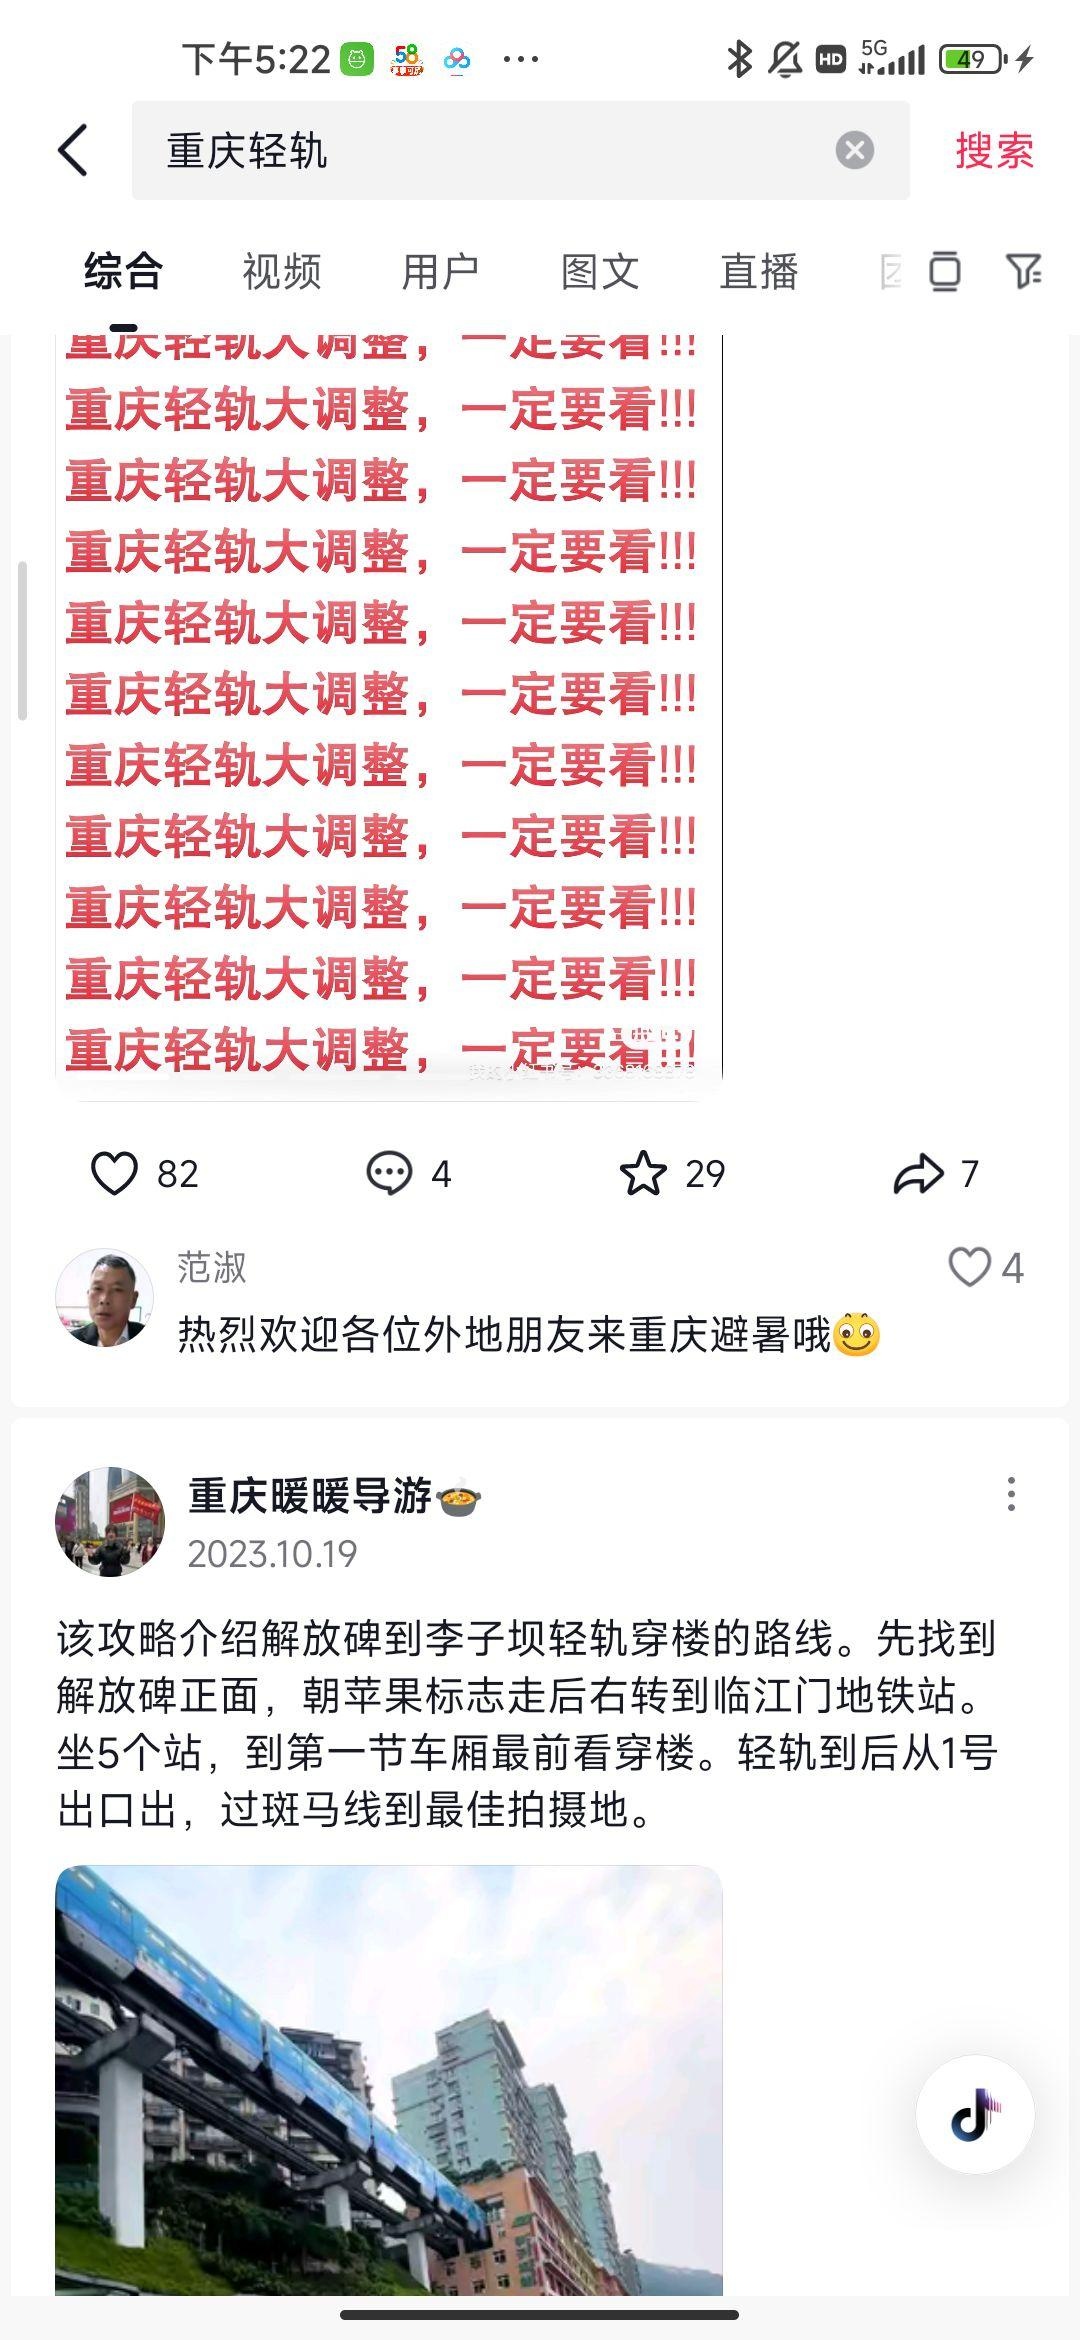 下午5:22
58
HD
5G
49
重庆轻轨
搜索
综合
视频
用户
图文
直播
重庆轻轨大调整，一定要看!!!
重庆轻轨大调整，一定要看!!!
重庆轻轨大调整，一定要看!!!
重庆轻轨大调整，一定要看!!!
重庆轻轨大调整，一定要看!!!
重庆轻轨大调整，一定要看!!!
重庆轻轨大调整，一定要看!!!
重庆轻轨大调整，一定要看!!!
重庆轻轨大调整，一定要看!!!
重庆轻轨大调整，一定要看!!!
重庆轻轨大调整，一定要看!!!
82
4
29
7
范淑
4
热烈欢迎各位外地朋友来重庆避暑哦
重庆暖暖导游
2023.10.19
该攻略介绍解放碑到李子坝轻轨穿楼的路线。先找到
解放碑正面，朝苹果标志走后右转到临江门地铁站。
坐5个站，到第一节车厢最前看穿楼。轻轨到后从1号
出口出，过斑马线到最佳拍摄地。